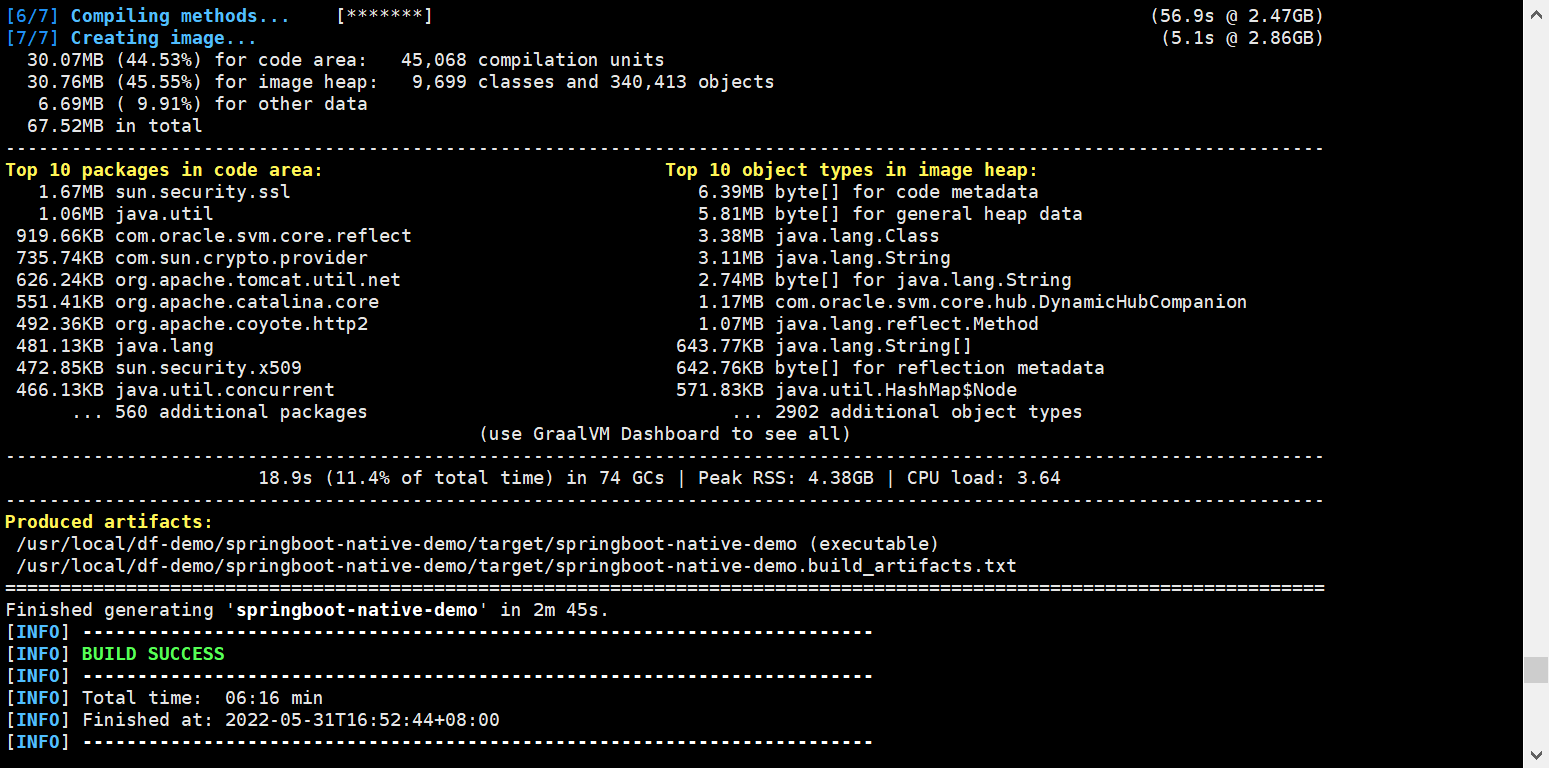 [6/7] Compiling methods...    [*******]                                                                  (56.9s @ 2.47GB)
[7/7] Creating image...                                                                                   (5.1s @ 2.86GB)
  30.07MB (44.53%) for code area:   45,068 compilation units
  30.76MB (45.55%) for image heap:   9,699 classes and 340,413 objects
   6.69MB ( 9.91%) for other data
  67.52MB in total
------------------------------------------------------------------------------------------------------------------------
Top 10 packages in code area:                               Top 10 object types in image heap:
   1.67MB sun.security.ssl                                     6.39MB byte[] for code metadata
   1.06MB java.util                                            5.81MB byte[] for general heap data
 919.66KB com.oracle.svm.core.reflect                          3.38MB java.lang.Class
 735.74KB com.sun.crypto.provider                              3.11MB java.lang.String
 626.24KB org.apache.tomcat.util.net                           2.74MB byte[] for java.lang.String
 551.41KB org.apache.catalina.core                             1.17MB com.oracle.svm.core.hub.DynamicHubCompanion
 492.36KB org.apache.coyote.http2                              1.07MB java.lang.reflect.Method
 481.13KB java.lang                                          643.77KB java.lang.String[]
 472.85KB sun.security.x509                                  642.76KB byte[] for reflection metadata
 466.13KB java.util.concurrent                               571.83KB java.util.HashMap$Node
      ... 560 additional packages                                 ... 2902 additional object types
                                           (use GraalVM Dashboard to see all)
------------------------------------------------------------------------------------------------------------------------
                       18.9s (11.4% of total time) in 74 GCs | Peak RSS: 4.38GB | CPU load: 3.64
------------------------------------------------------------------------------------------------------------------------
Produced artifacts:
 /usr/local/df-demo/springboot-native-demo/target/springboot-native-demo (executable)
 /usr/local/df-demo/springboot-native-demo/target/springboot-native-demo.build_artifacts.txt
========================================================================================================================
Finished generating 'springboot-native-demo' in 2m 45s.
[INFO] ------------------------------------------------------------------------
[INFO] BUILD SUCCESS
[INFO] ------------------------------------------------------------------------
[INFO] Total time:  06:16 min
[INFO] Finished at: 2022-05-31T16:52:44+08:00
[INFO] ------------------------------------------------------------------------